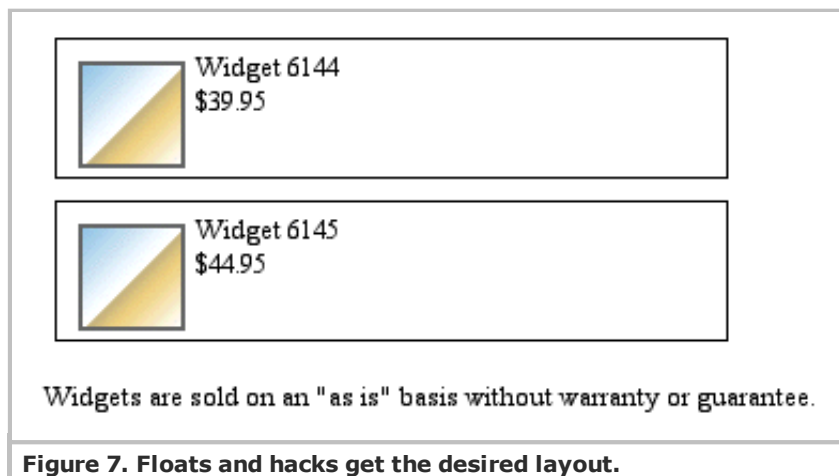 Widget 6144
$39.95
Widget 6145
$44.95
Widgets are sold on an "as is" basis without warranty or guarantee.
Figure 7. Floats and hacks get the desired layout.